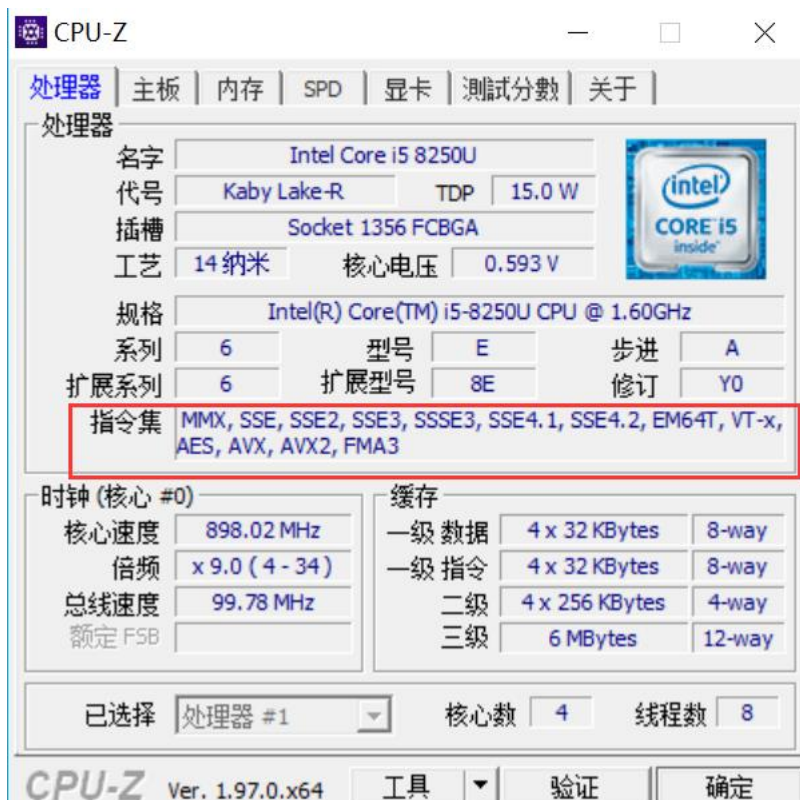 CPU-Z
处理器 主板 内存 SPD 显卡 測試分數 关于
处理器
名字 Intel Core i5 8250U
代号 Kaby Lake-R TDP 15.0 W
插槽 Socket 1356 FCBGA
工艺 14 纳米 核心电压 0.593 V
intel
CORE i5
inside
规格 Intel(R) Core(TM) i5-8250U CPU @ 1.60GHz
系列 6 型号 E 步进 A
扩展系列 6 扩展型号 8E 修订 Y0
指令集 MMX, SSE, SSE2, SSE3, SSSE3, SSE4.1, SSE4.2, EM64T, VT-x,
AES, AVX, AVX2, FMA3
时钟 (核心 #0)
核心速度 898.02 MHz
倍频 x 9.0 ( 4 - 34 )
总线速度 99.78 MHz
额定 FSB
缓存
一级 数据 4 x 32 KBytes 8-way
一级 指令 4 x 32 KBytes 8-way
二级 4 x 256 KBytes 4-way
三级 6 MBytes 12-way
已选择 处理器 #1 核心数 4 线程数 8
CPU-Z Ver. 1.97.0.x64 工具 验证 确定